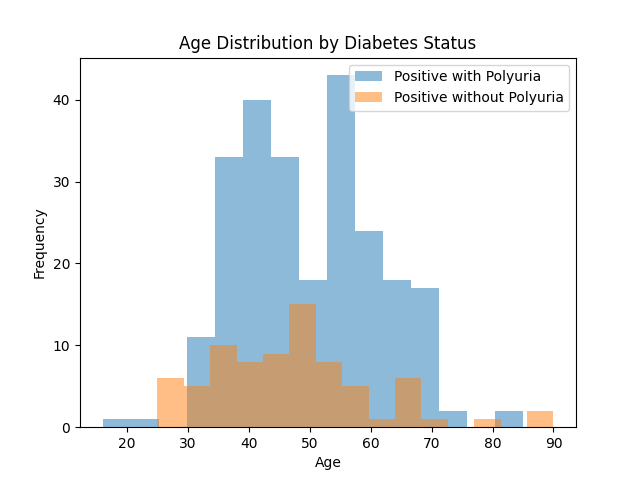 Age Distribution by Diabetes Status
Positive with Polyuria
Positive without Polyuria
40
30
20
10
0
Frequency
20 30 40 50 60 70 80 90
Age